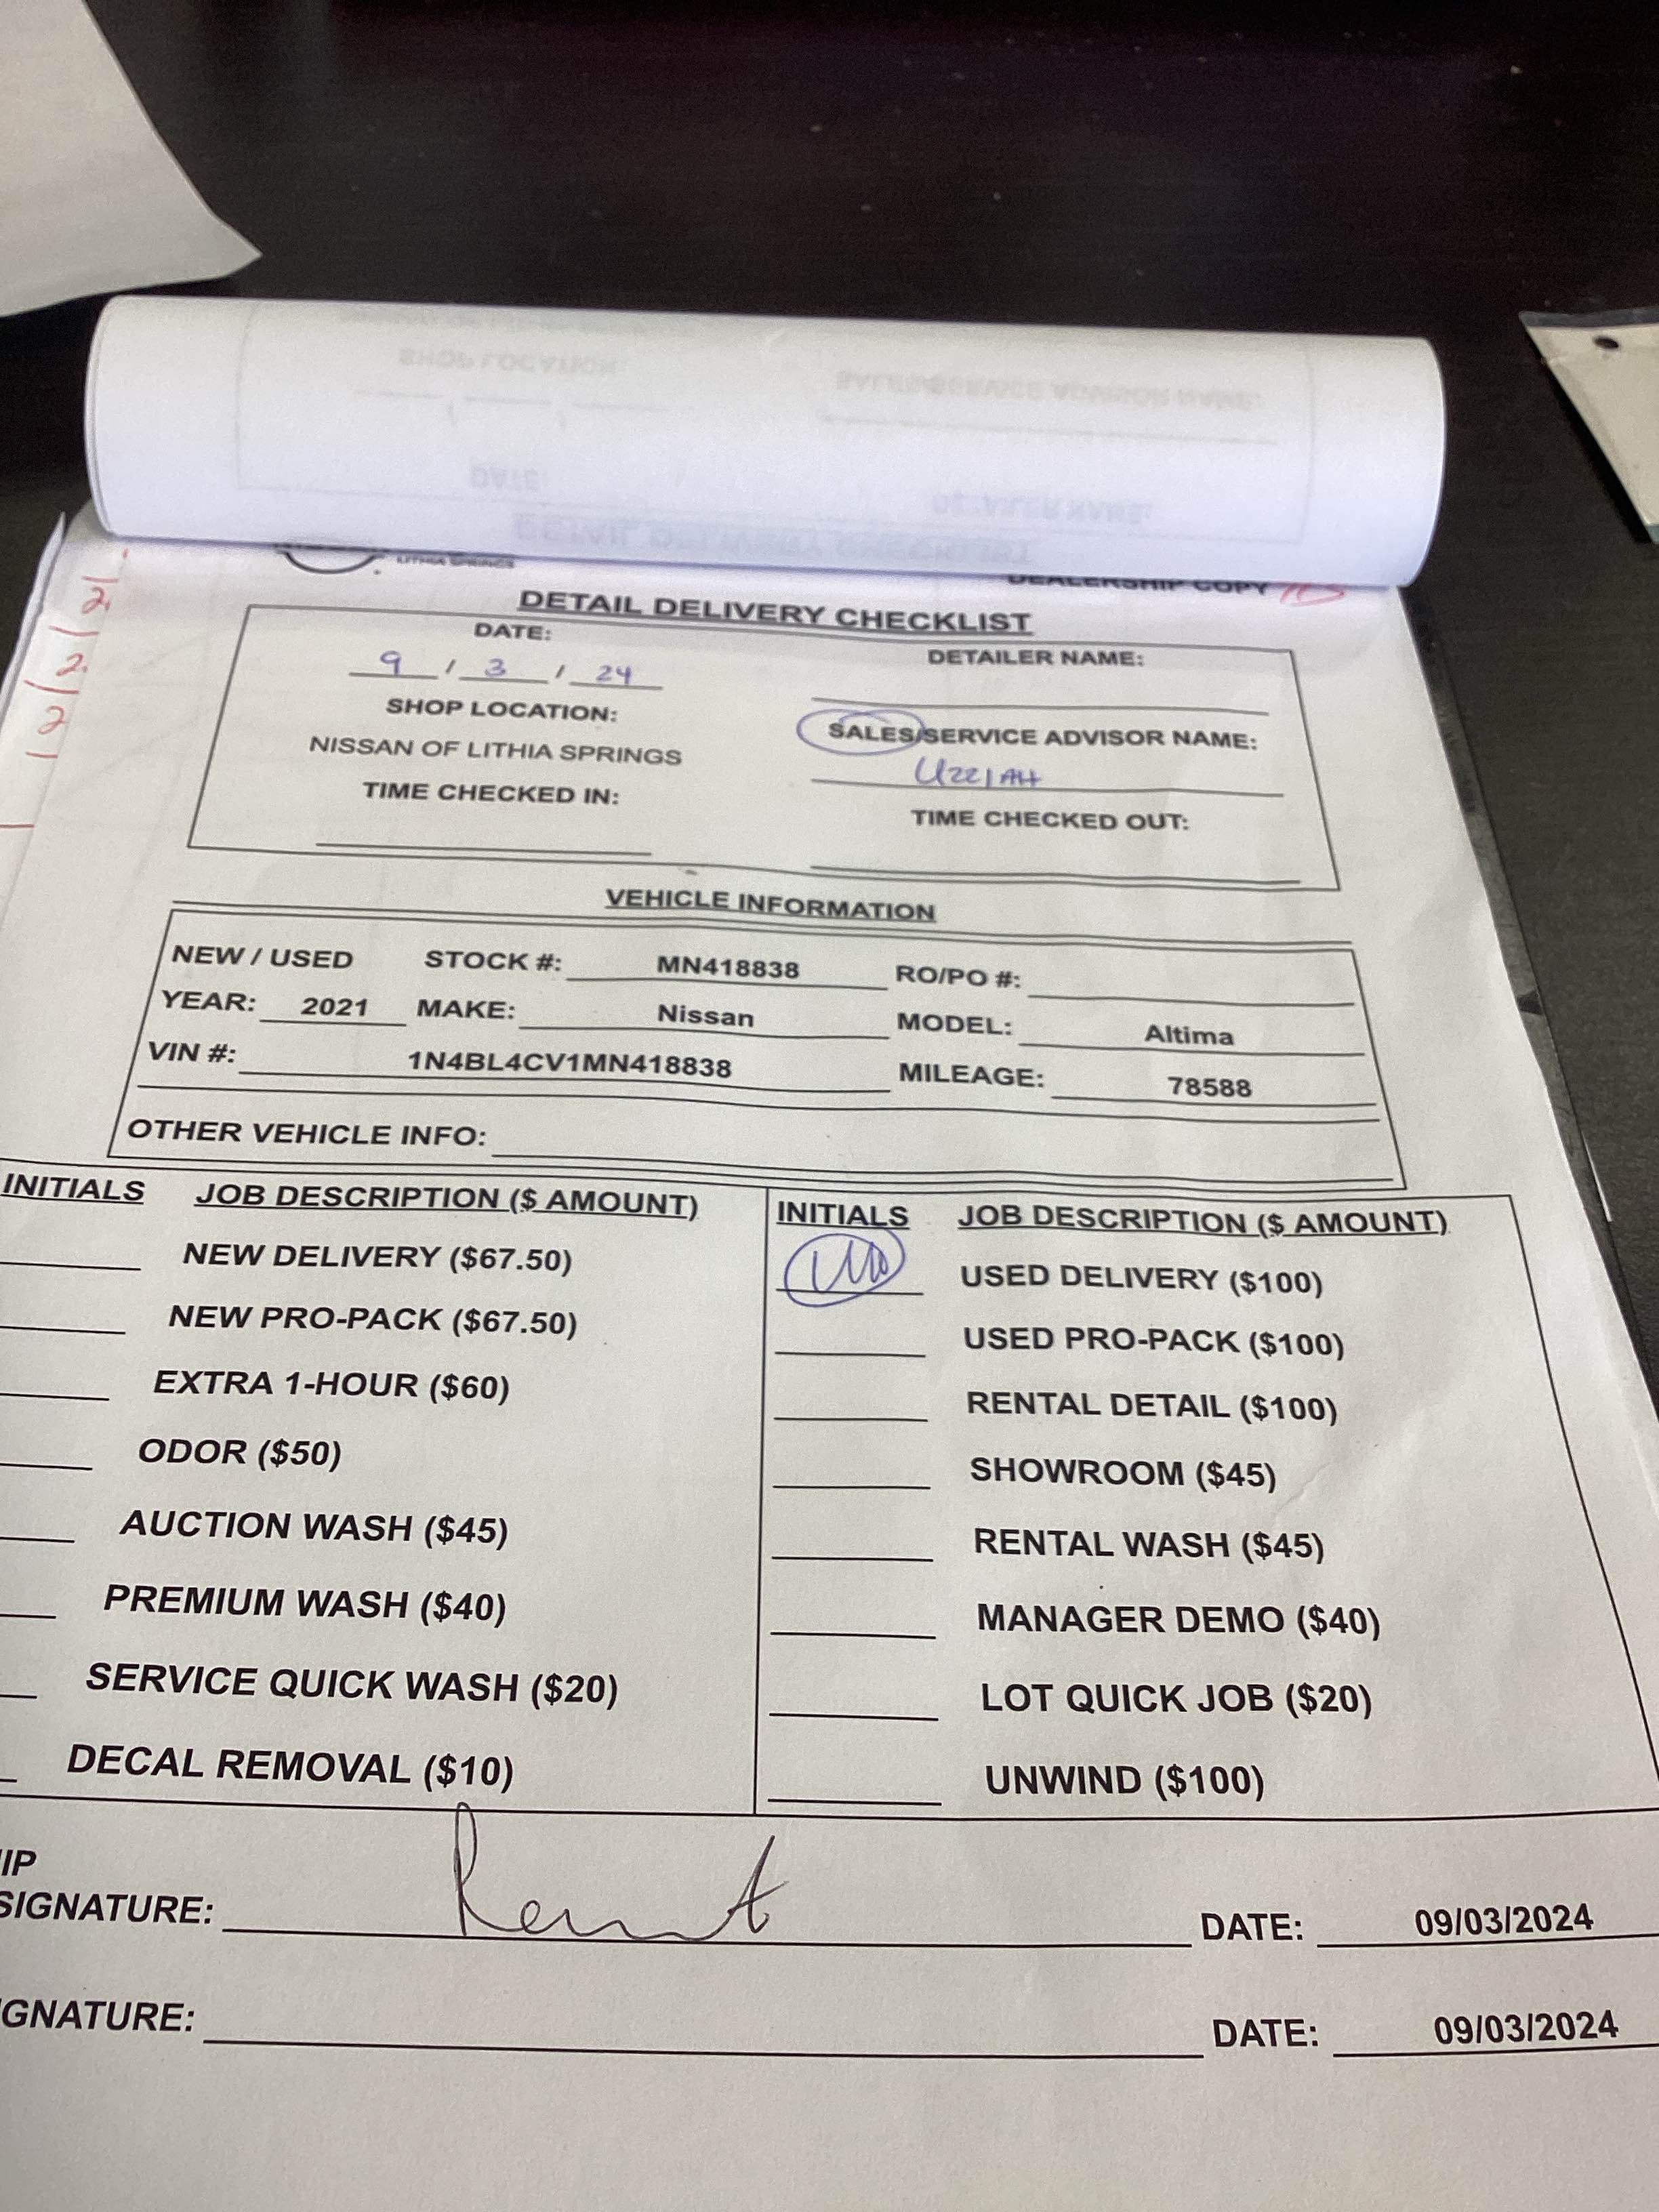 LITHIA SPRINGS
DEALERSHIP COPY
DETAIL DELIVERY CHECKLIST
DATE:
9 / 3 / 24
DETAILER NAME:
SHOP LOCATION:
NISSAN OF LITHIA SPRINGS
SALES/SERVICE ADVISOR NAME:
UZZIAH
TIME CHECKED IN:
TIME CHECKED OUT:
VEHICLE INFORMATION
NEW / USED STOCK #: MN418838 RO/PO #:
YEAR: 2021 MAKE: Nissan MODEL: Altima
VIN #: 1N4BL4CV1MN418838 MILEAGE: 78588
OTHER VEHICLE INFO:
INITIALS JOB DESCRIPTION ($ AMOUNT)
NEW DELIVERY ($67.50)
NEW PRO-PACK ($67.50)
EXTRA 1-HOUR ($60)
ODOR ($50)
AUCTION WASH ($45)
PREMIUM WASH ($40)
SERVICE QUICK WASH ($20)
DECAL REMOVAL ($10)
INITIALS JOB DESCRIPTION ($ AMOUNT)
USED DELIVERY ($100)
USED PRO-PACK ($100)
RENTAL DETAIL ($100)
SHOWROOM ($45)
RENTAL WASH ($45)
MANAGER DEMO ($40)
LOT QUICK JOB ($20)
UNWIND ($100)
IP
SIGNATURE: DATE: 09/03/2024
GNATURE: DATE: 09/03/2024